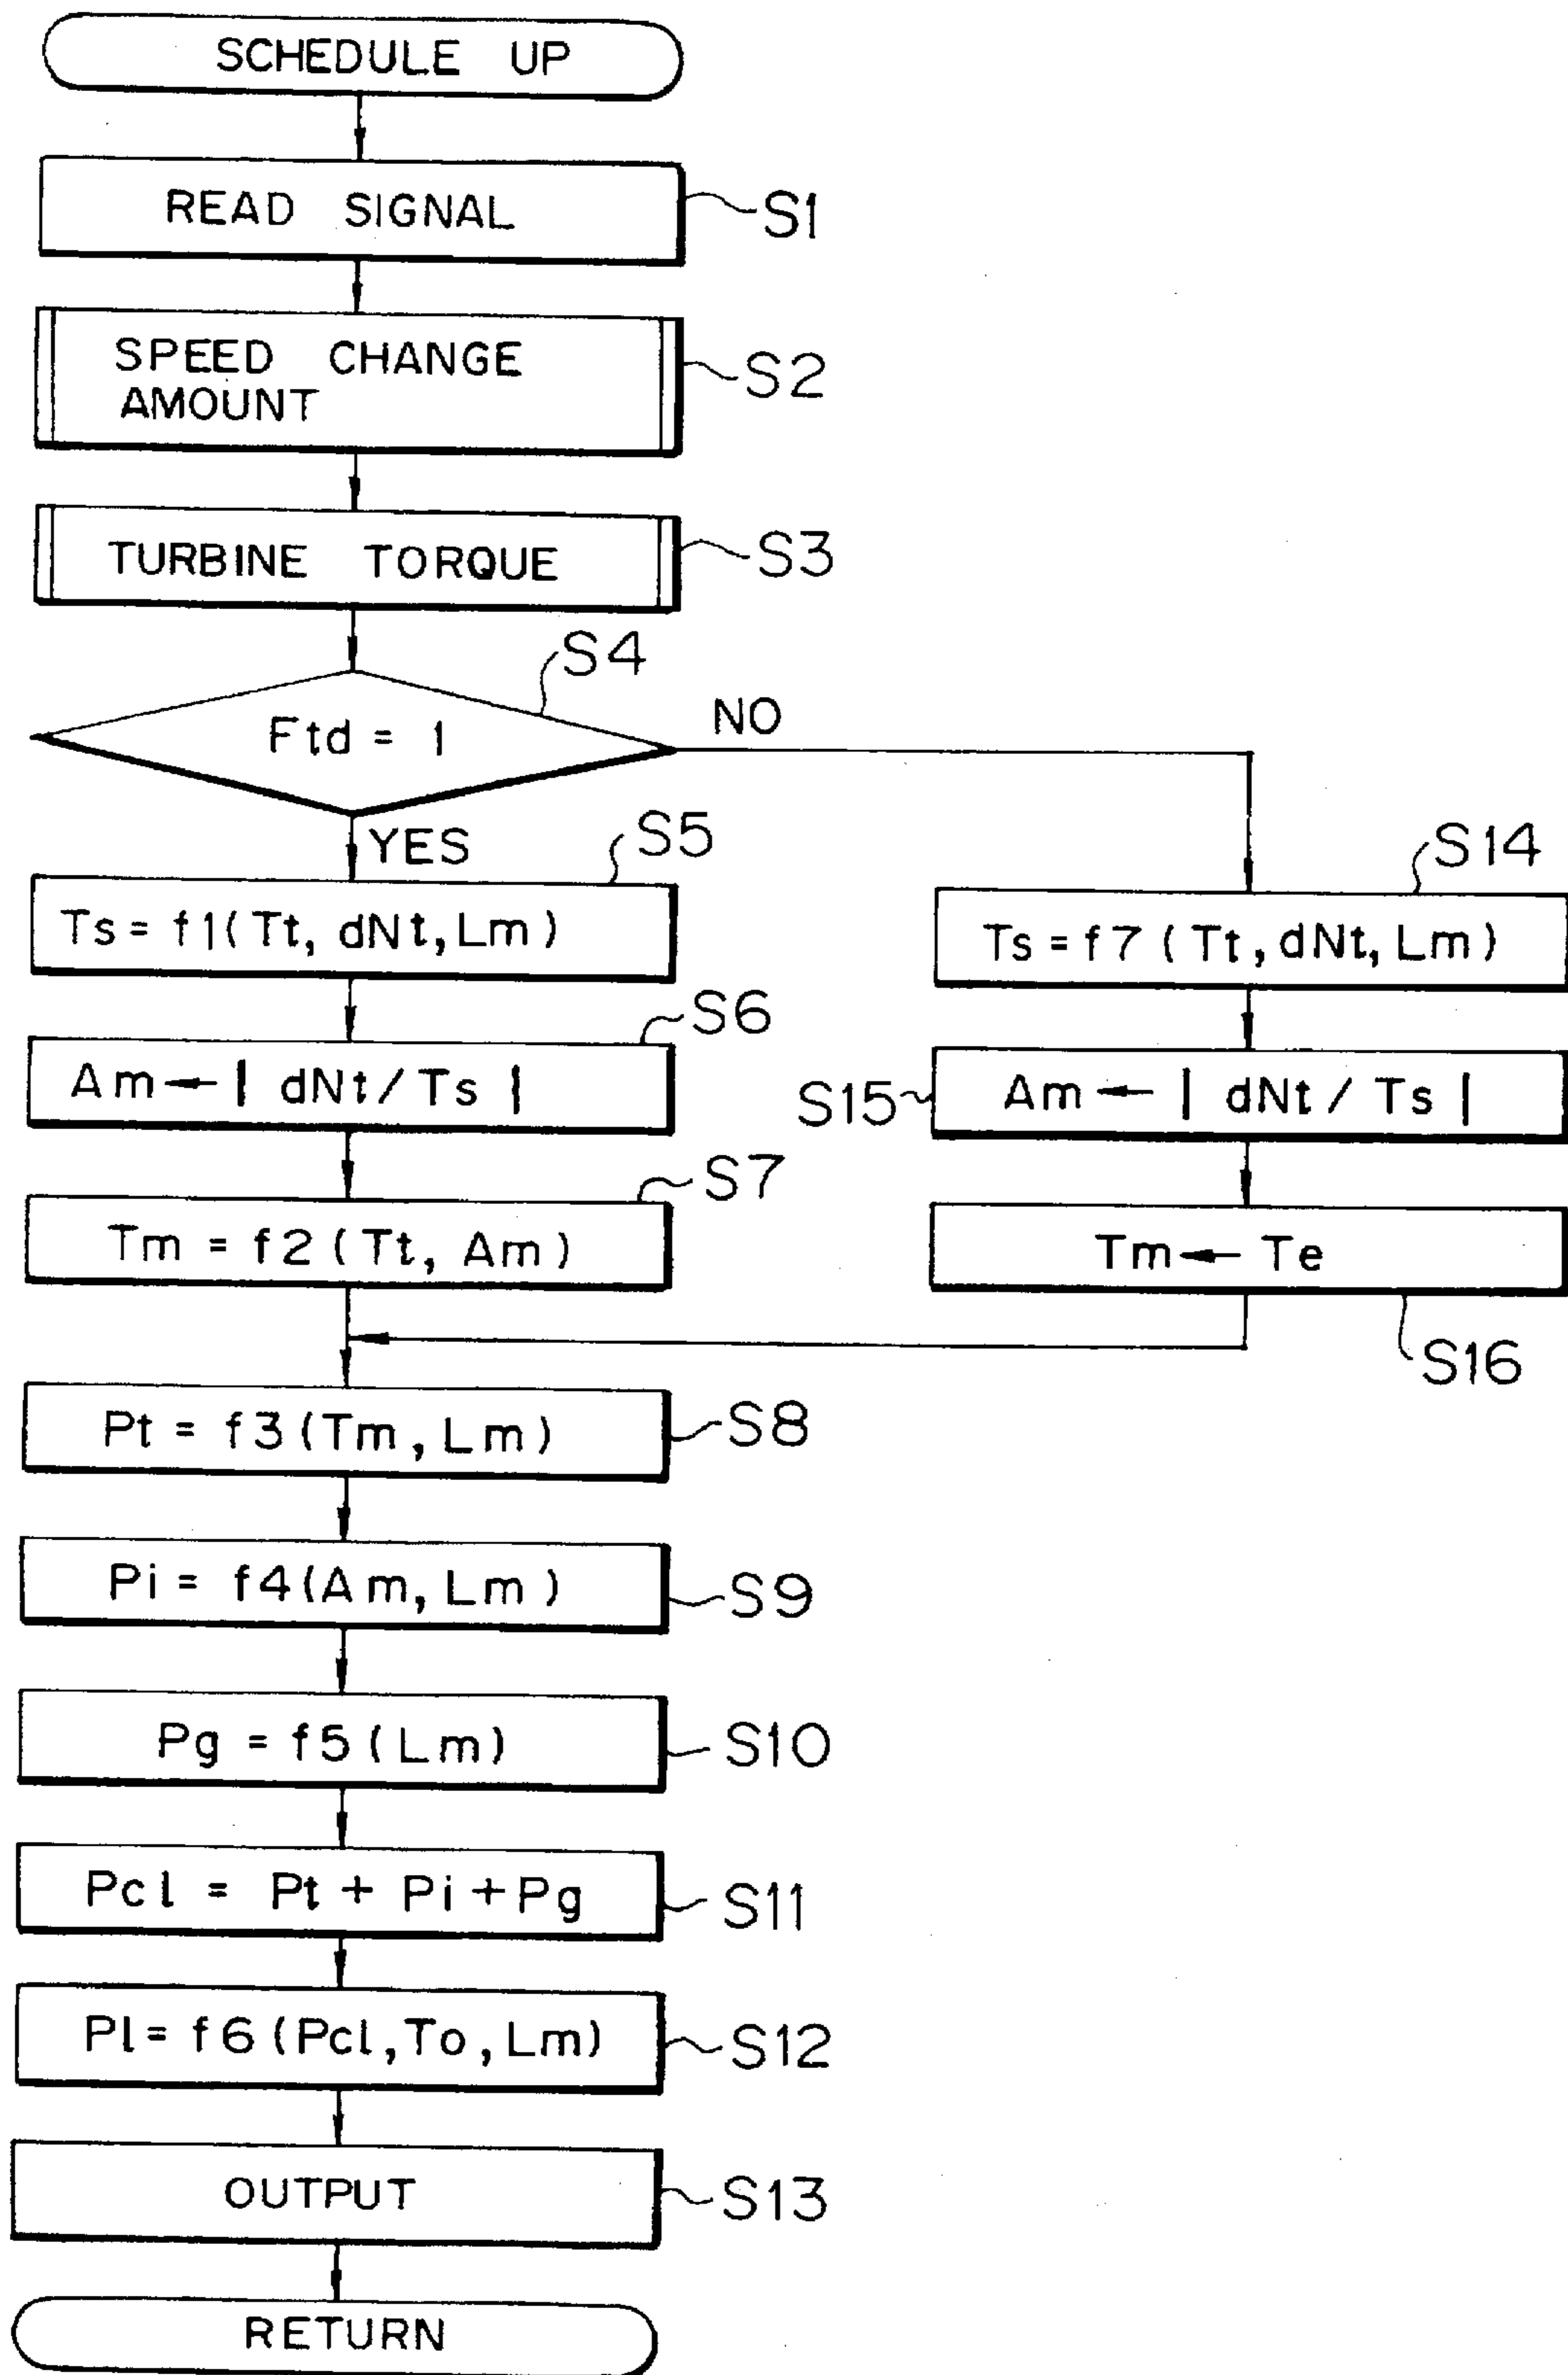 SCHEDULE UP
READ SIGNAL
S1
SPEED CHANGE
AMOUNT
S2
TURBINE TORQUE
S3
S4
Ftd = 1
NO
YES
S5
Ts = f1(Tt, dNt, Lm)
S6
Am ← | dNt / Ts |
S7
Tm = f2 (Tt, Am)
S14
Ts = f7 (Tt, dNt, Lm)
S15
Am ← | dNt / Ts |
Tm ← Te
S16
Pt = f3 (Tm, Lm)
S8
Pi = f4 (Am, Lm)
S9
Pg = f5 (Lm)
S10
Pcl = Pt + Pi + Pg
S11
Pl = f6 (Pcl, To, Lm)
S12
OUTPUT
S13
RETURN